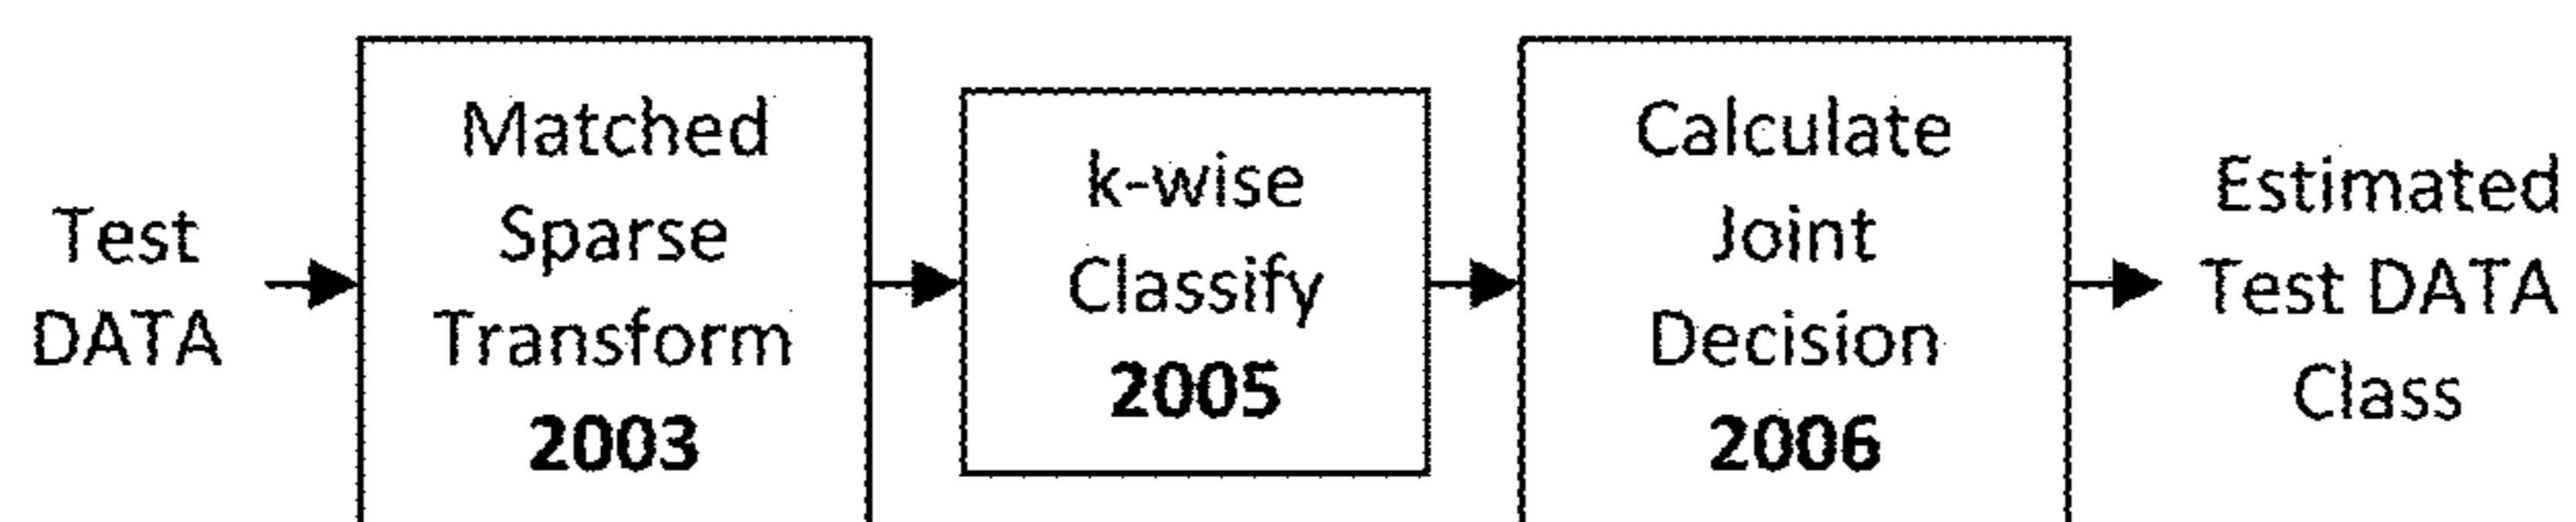 Test
DATA
Matched
Sparse
Transform
2003
k-wise
Classify
2005
Calculate
Joint
Decision
2006
Estimated
Test DATA
Class